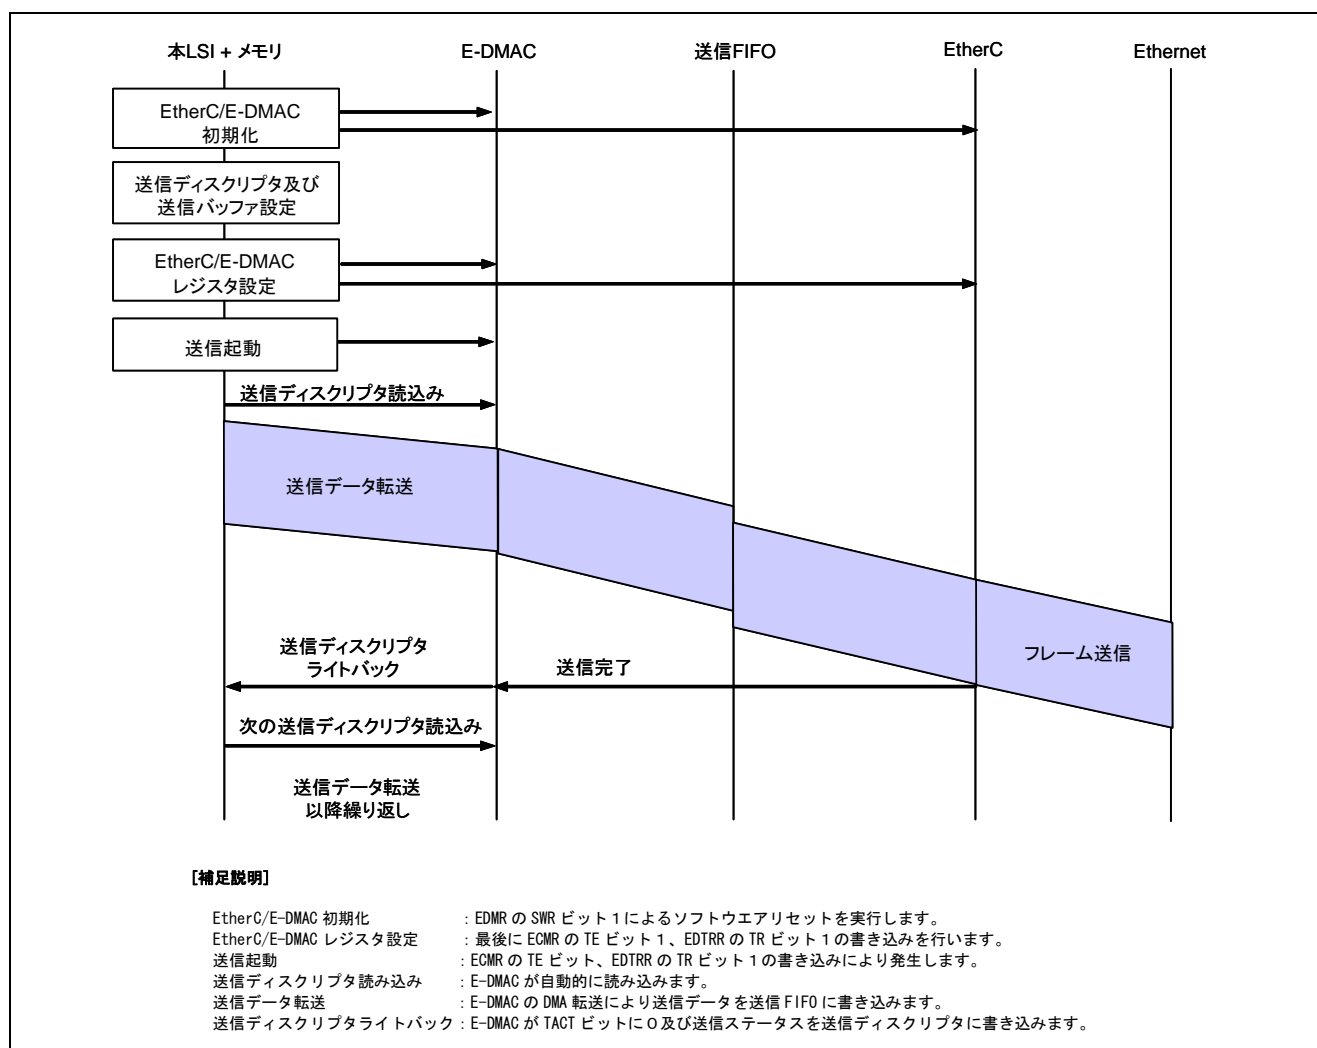 本LSI + メモリ E-DMAC 送信FIFO EtherC Ethernet
EtherC/E-DMAC
初期化
送信ディスクリプタ及び
送信バッファ設定
EtherC/E-DMAC
レジスタ設定
送信起動
送信ディスクリプタ読込み
送信データ転送
フレーム送信
送信ディスクリプタ
ライトバック
送信完了
次の送信ディスクリプタ読込み
送信データ転送
以降繰り返し
[補足説明]
EtherC/E-DMAC 初期化 : EDMR の SWR ビット1によるソフトウエアリセットを実行します。
EtherC/E-DMAC レジスタ設定 : 最後に ECMR の TE ビット 1、EDTRR の TR ビット1の書き込みを行います。
送信起動 : ECMR の TE ビット、EDTRR の TR ビット1の書き込みにより発生します。
送信ディスクリプタ読み込み : E-DMAC が自動的に読み込みます。
送信データ転送 : E-DMAC の DMA 転送により送信データを送信 FIFO に書き込みます。
送信ディスクリプタライトバック : E-DMAC が TACT ビットに0及び送信ステータスを送信ディスクリプタに書き込みます。